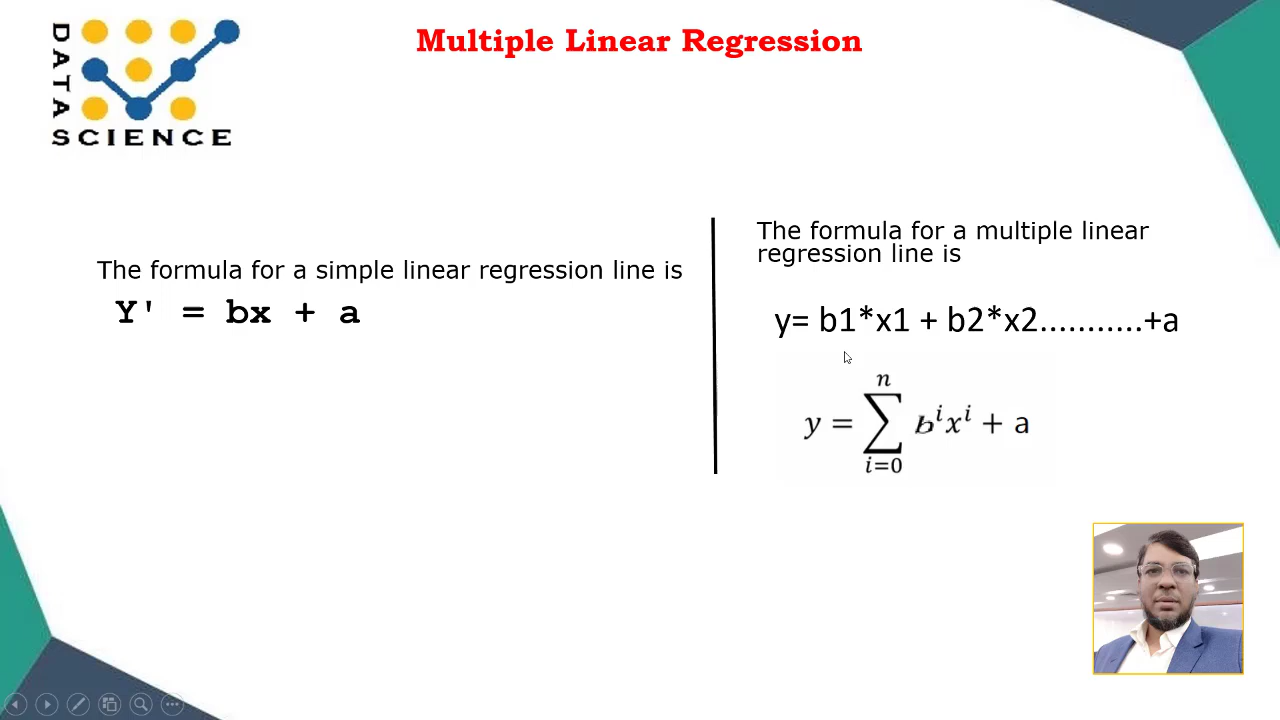 DATA
SCIENCE
Multiple Linear Regression
The formula for a simple linear regression line is
Y' = bx + a
The formula for a multiple linear
regression line is
y= b1*x1 + b2*x2...........+a
n
y = ∑ bⁱxⁱ + a
i=0